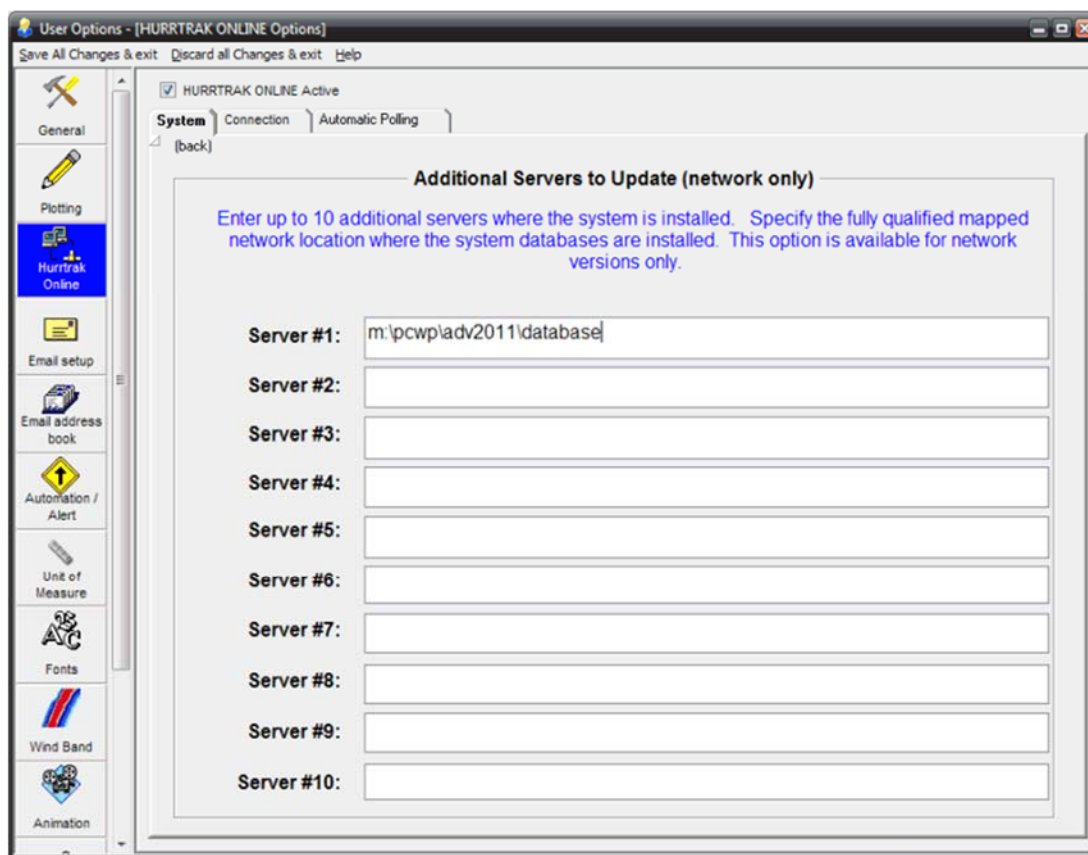 User Options - [HURRTRAK ONLINE Options]
Save All Changes & exit Discard all Changes & exit Help
General
Plotting
Hurrtrak
Online
Email setup
Email address
book
Automation /
Alert
Unit of
Measure
Fonts
Wind Band
Animation
HURRTRAK ONLINE Active
System Connection Automatic Polling
(back)
Additional Servers to Update (network only)
Enter up to 10 additional servers where the system is installed. Specify the fully qualified mapped
network location where the system databases are installed. This option is available for network
versions only.
Server #1: m:\pcwp\adv2011\database
Server #2:
Server #3:
Server #4:
Server #5:
Server #6:
Server #7:
Server #8:
Server #9:
Server #10: